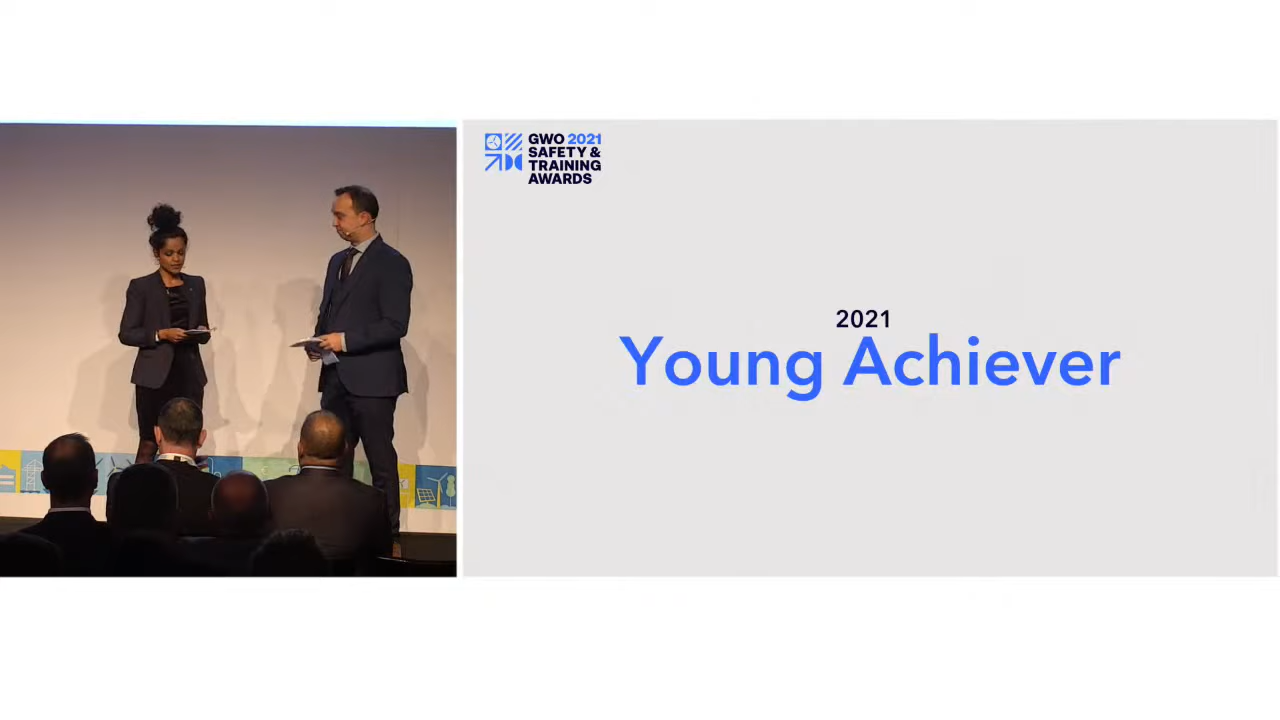 GWO 2021
SAFETY &
TRAINING
AWARDS
2021
Young Achiever